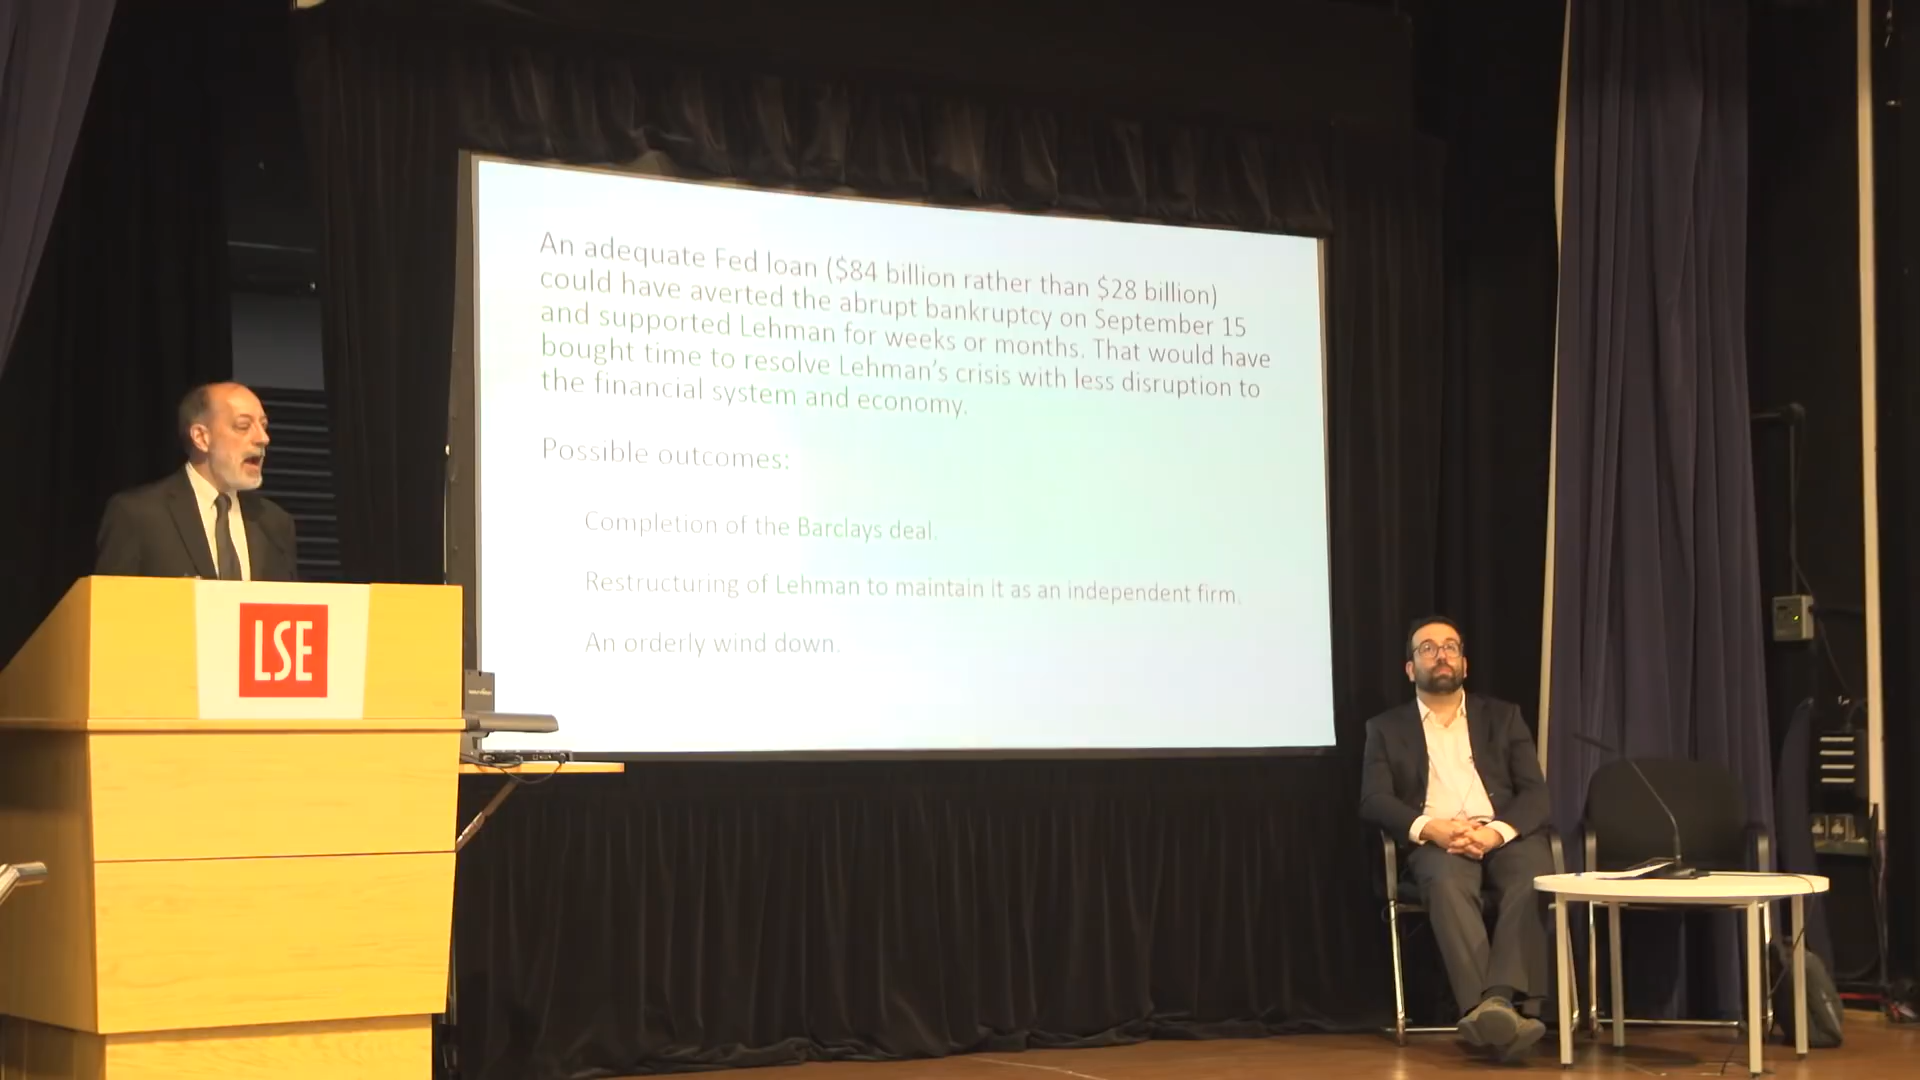 An adequate Fed loan ($84 billion rather than $28 billion)
could have averted the abrupt bankruptcy on September 15
and supported Lehman for weeks or months. That would have
bought time to resolve Lehman's crisis with less disruption to
the financial system and economy.
Possible outcomes:
Completion of the Barclays deal.
Restructuring of Lehman to maintain it as an independent firm.
An orderly wind down.
LSE